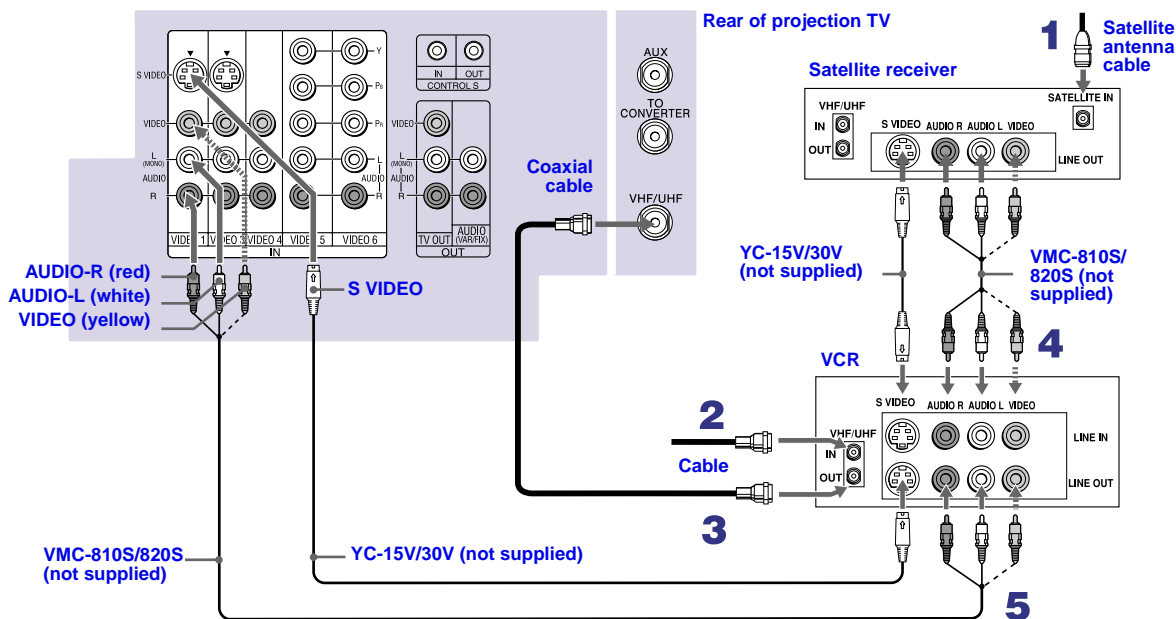 Rear of projection TV
1
Satellite
antenna
cable
Satellite receiver
S VIDEO
VIDEO
L
(MONO)
AUDIO
R
Y
PB
PR
L
AUDIO
R
VIDEO 1
VIDEO 3
VIDEO 4
VIDEO 5
VIDEO 6
IN
IN
OUT
CONTROL S
VIDEO
L
(MONO)
AUDIO
R
TV OUT
AUDIO
(VAR/FIX)
OUT
AUX
TO
CONVERTER
VHF/UHF
VHF/UHF
IN
OUT
S VIDEO
AUDIO R
AUDIO L
VIDEO
SATELLITE IN
LINE OUT
Coaxial
cable
AUDIO-R (red)
AUDIO-L (white)
VIDEO (yellow)
S VIDEO
YC-15V/30V
(not supplied)
VMC-810S/
820S (not
supplied)
4
VCR
S VIDEO
AUDIO R
AUDIO L
VIDEO
VHF/UHF
IN
OUT
LINE IN
LINE OUT
2
Cable
3
VMC-810S/820S
(not supplied)
YC-15V/30V (not supplied)
5